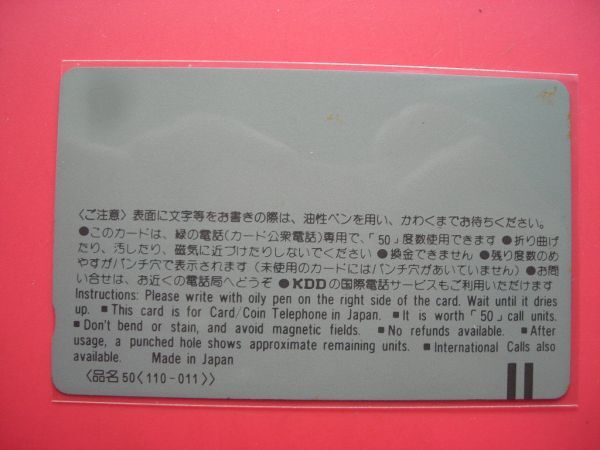 〈ご注意〉表面に文字等をお書きの際は、油性ペンを用い、かわくまでお待ちください。
●このカードは、緑の電話(カード公衆電話)専用で、「50」度数使用できます ●折り曲げ
たり、汚したり、磁気に近づけたりしないでください ●換金できません ●残り度数のめ
やすがパンチ穴で表示されます (未使用のカードにはパンチ穴があいていません) ●お問
い合せは、お近くの電話局へどうぞ ●KDDの国際電話サービスもご利用いただけます
Instructions: Please write with oily pen on the right side of the card. Wait until it dries
up. ■This card is for Card/Coin Telephone in Japan. ■It is worth「50」call units.
■Don't bend or stain, and avoid magnetic fields. ■No refunds available. ■After
usage, a punched hole shows approximate remaining units. ■International Calls also
available. Made in Japan
〈品名50〈110-011〉〉